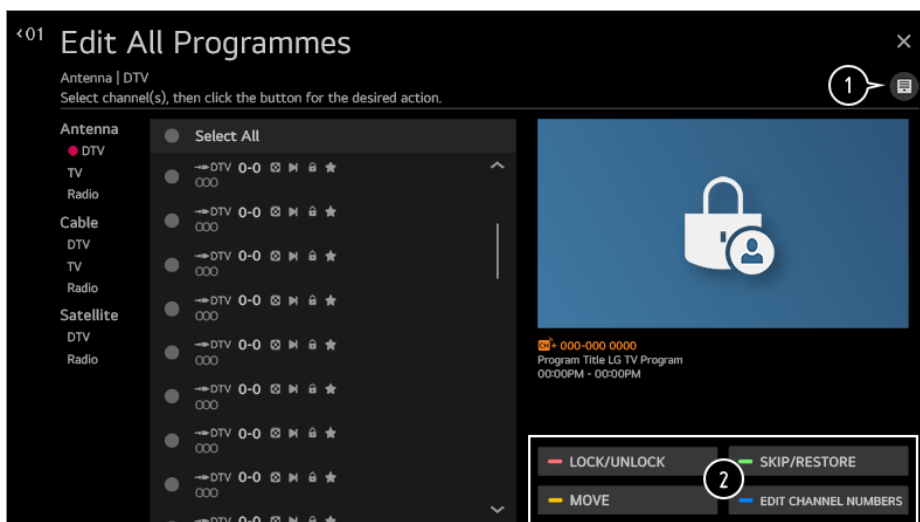 <01 Edit All Programmes
Antenna | DTV
Select channel(s), then click the button for the desired action.
1
Antenna
DTV
TV
Radio
Cable
DTV
TV
Radio
Satellite
DTV
Radio
Select All
DTV 0-0
000
DTV 0-0
000
DTV 0-0
000
DTV 0-0
000
DTV 0-0
000
DTV 0-0
000
DTV 0-0
000
DTV 0-0
000
DTV 0-0
CH+ 000-000 0000
Program Title LG TV Program
00:00PM - 00:00PM
LOCK/UNLOCK
SKIP/RESTORE
2
MOVE
EDIT CHANNEL NUMBERS